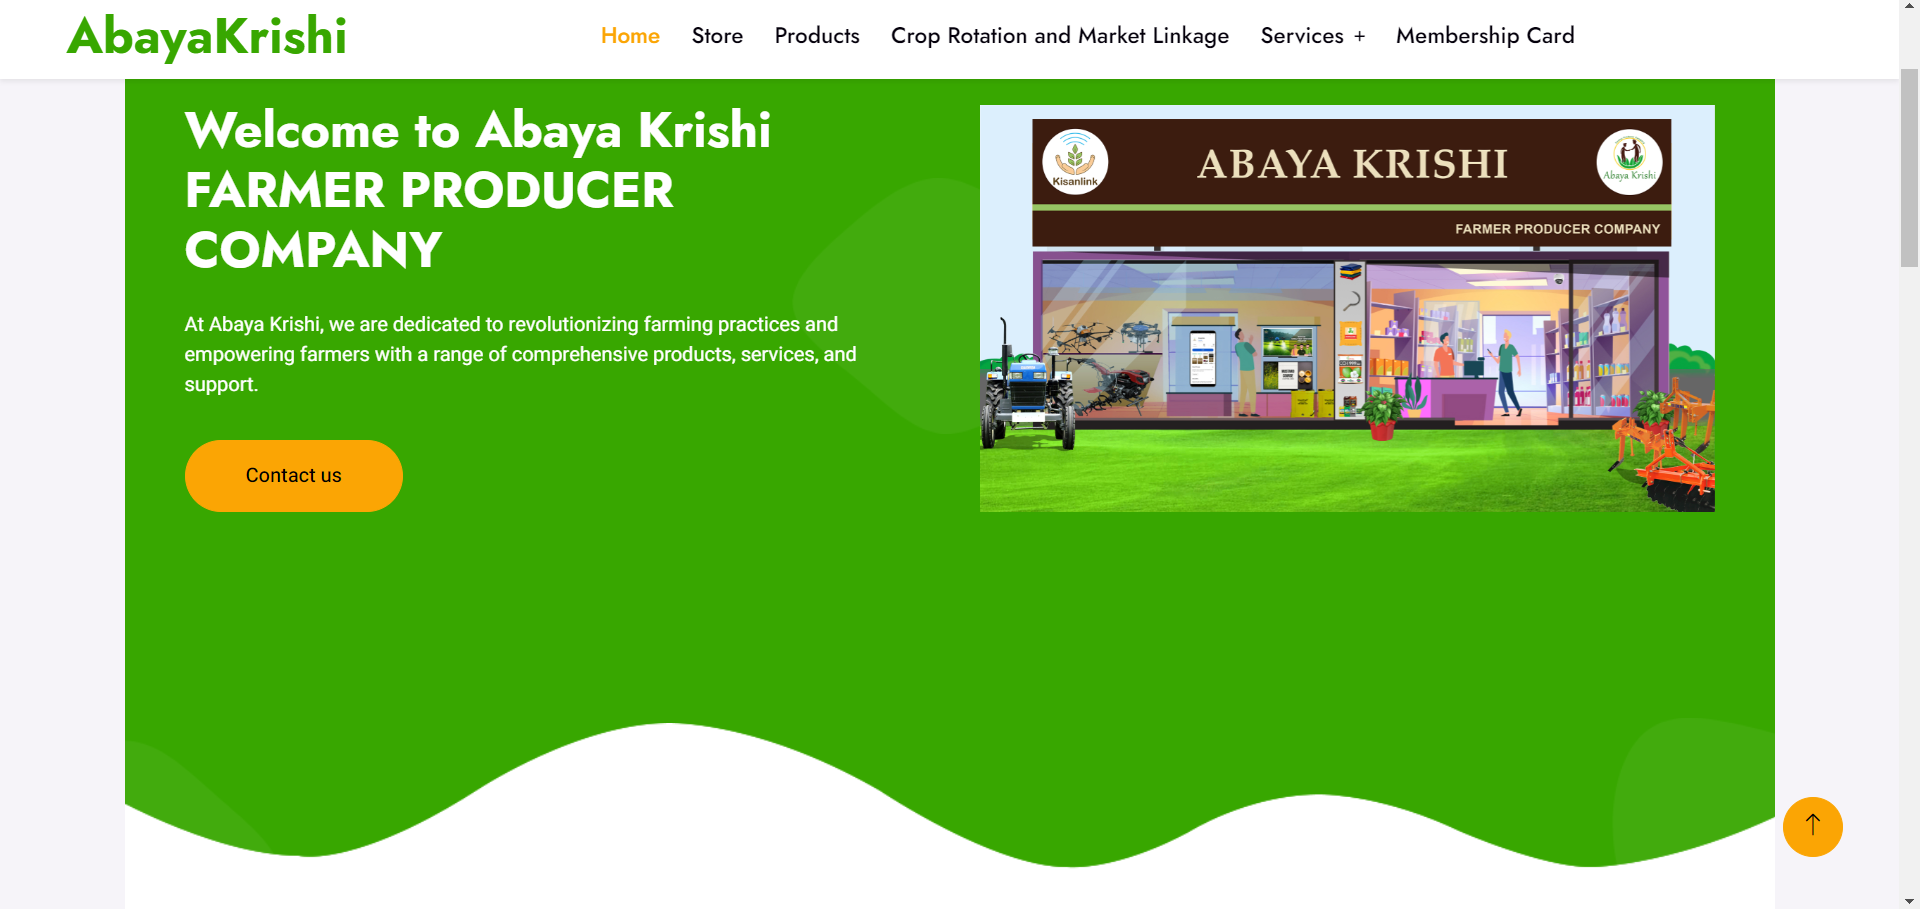 AbayaKrishi
Home Store Products Crop Rotation and Market Linkage Services + Membership Card
Welcome to Abaya Krishi
FARMER PRODUCER
COMPANY
At Abaya Krishi, we are dedicated to revolutionizing farming practices and
empowering farmers with a range of comprehensive products, services, and
support.
Contact us
Kisanlink
ABAYA KRISHI
Abaya Krishi
FARMER PRODUCER COMPANY